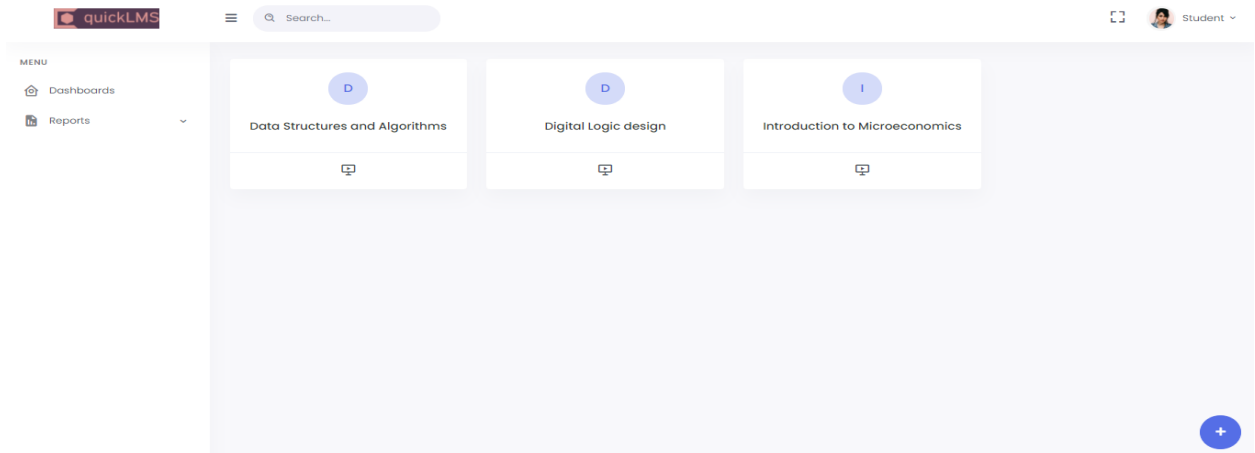 quickLMS
Search...
Student
MENU
Dashboards
Reports
D
Data Structures and Algorithms
D
Digital Logic design
I
Introduction to Microeconomics
+